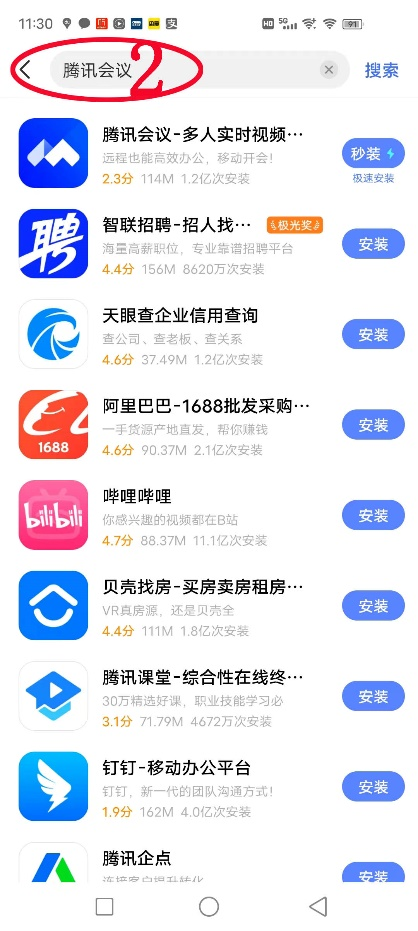 11:30
HD 5G 91
腾讯会议 2 搜索
腾讯会议-多人实时视频…
远程也能高效办公，移动开会！
2.3分 114M 1.2亿次安装
秒装
极速安装
聘
智联招聘-招人找… 极光奖
海量高薪职位，专业靠谱招聘平台
4.4分 156M 8620万次安装
安装
天眼查企业信用查询
查公司、查老板、查关系
4.6分 37.49M 1.2亿次安装
安装
1688
阿里巴巴-1688批发采购…
一手货源产地直发，帮你赚钱
4.6分 90.37M 2.1亿次安装
安装
bilibili
哔哩哔哩
你感兴趣的视频都在B站
4.7分 88.37M 11.1亿次安装
安装
贝壳找房-买房卖房租房…
VR真房源，还是贝壳全
4.4分 111M 1.8亿次安装
安装
腾讯课堂-综合性在线终…
30万精选好课，职业技能学习必
3.1分 71.79M 4672万次安装
安装
钉钉-移动办公平台
钉钉，新一代的团队沟通方式！
1.9分 162M 4.0亿次安装
安装
腾讯企点
连接客户提升转化
安装